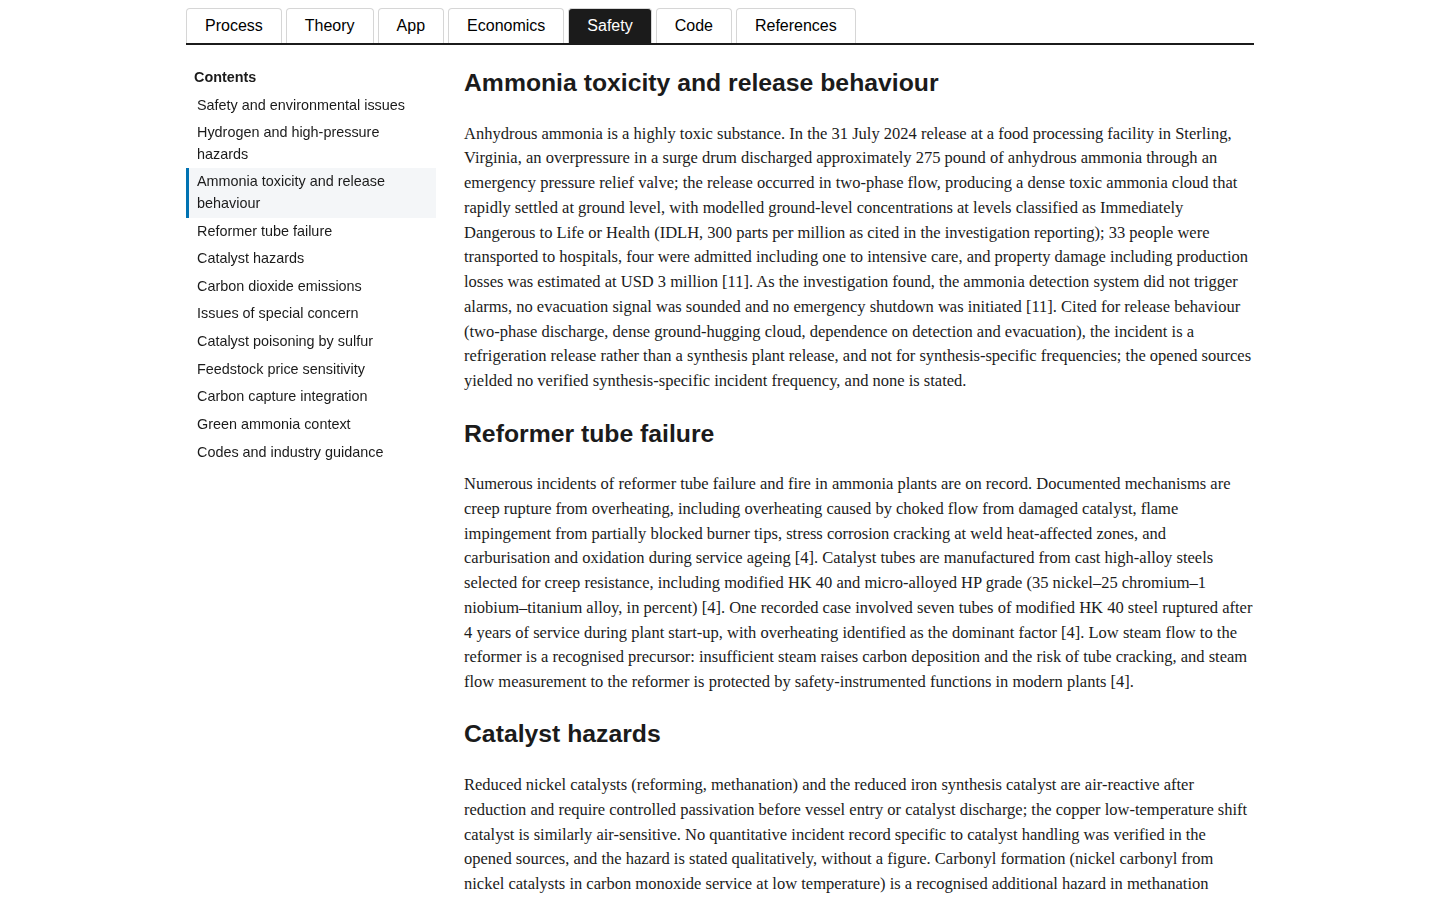 Process
Theory
App
Economics
Safety
Code
References
Contents
Safety and environmental issues
Hydrogen and high-pressure
hazards
Ammonia toxicity and release
behaviour
Reformer tube failure
Catalyst hazards
Carbon dioxide emissions
Issues of special concern
Catalyst poisoning by sulfur
Feedstock price sensitivity
Carbon capture integration
Green ammonia context
Codes and industry guidance
Ammonia toxicity and release behaviour
Anhydrous ammonia is a highly toxic substance. In the 31 July 2024 release at a food processing facility in Sterling,
Virginia, an overpressure in a surge drum discharged approximately 275 pound of anhydrous ammonia through an
emergency pressure relief valve; the release occurred in two-phase flow, producing a dense toxic ammonia cloud that
rapidly settled at ground level, with modelled ground-level concentrations at levels classified as Immediately
Dangerous to Life or Health (IDLH, 300 parts per million as cited in the investigation reporting); 33 people were
transported to hospitals, four were admitted including one to intensive care, and property damage including production
losses was estimated at USD 3 million [11]. As the investigation found, the ammonia detection system did not trigger
alarms, no evacuation signal was sounded and no emergency shutdown was initiated [11]. Cited for release behaviour
(two-phase discharge, dense ground-hugging cloud, dependence on detection and evacuation), the incident is a
refrigeration release rather than a synthesis plant release, and not for synthesis-specific frequencies; the opened sources
yielded no verified synthesis-specific incident frequency, and none is stated.
Reformer tube failure
Numerous incidents of reformer tube failure and fire in ammonia plants are on record. Documented mechanisms are
creep rupture from overheating, including overheating caused by choked flow from damaged catalyst, flame
impingement from partially blocked burner tips, stress corrosion cracking at weld heat-affected zones, and
carburisation and oxidation during service ageing [4]. Catalyst tubes are manufactured from cast high-alloy steels
selected for creep resistance, including modified HK 40 and micro-alloyed HP grade (35 nickel–25 chromium–1
niobium–titanium alloy, in percent) [4]. One recorded case involved seven tubes of modified HK 40 steel ruptured after
4 years of service during plant start-up, with overheating identified as the dominant factor [4]. Low steam flow to the
reformer is a recognised precursor: insufficient steam raises carbon deposition and the risk of tube cracking, and steam
flow measurement to the reformer is protected by safety-instrumented functions in modern plants [4].
Catalyst hazards
Reduced nickel catalysts (reforming, methanation) and the reduced iron synthesis catalyst are air-reactive after
reduction and require controlled passivation before vessel entry or catalyst discharge; the copper low-temperature shift
catalyst is similarly air-sensitive. No quantitative incident record specific to catalyst handling was verified in the
opened sources, and the hazard is stated qualitatively, without a figure. Carbonyl formation (nickel carbonyl from
nickel catalysts in carbon monoxide service at low temperature) is a recognised additional hazard in methanation